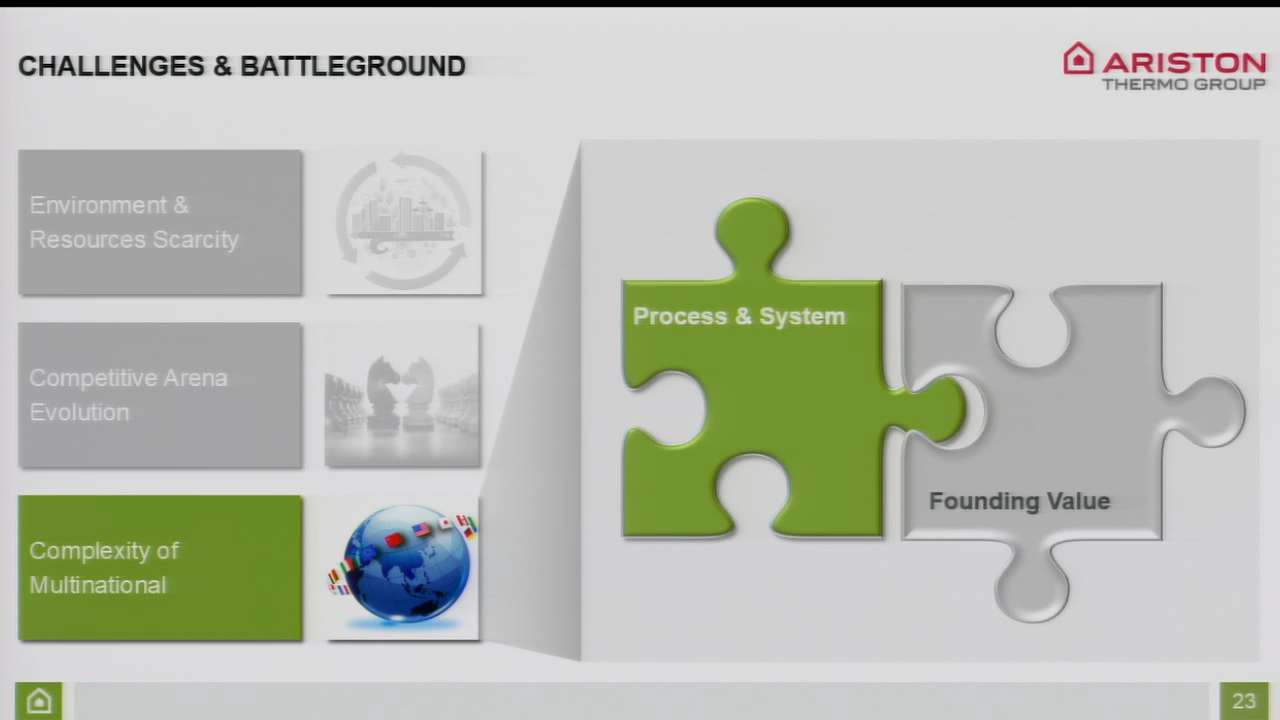 CHALLENGES & BATTLEGROUND
ARISTON
THERMO GROUP
Environment &
Resources Scarcity
Competitive Arena
Evolution
Complexity of
Multinational
Process & System
Founding Value
23